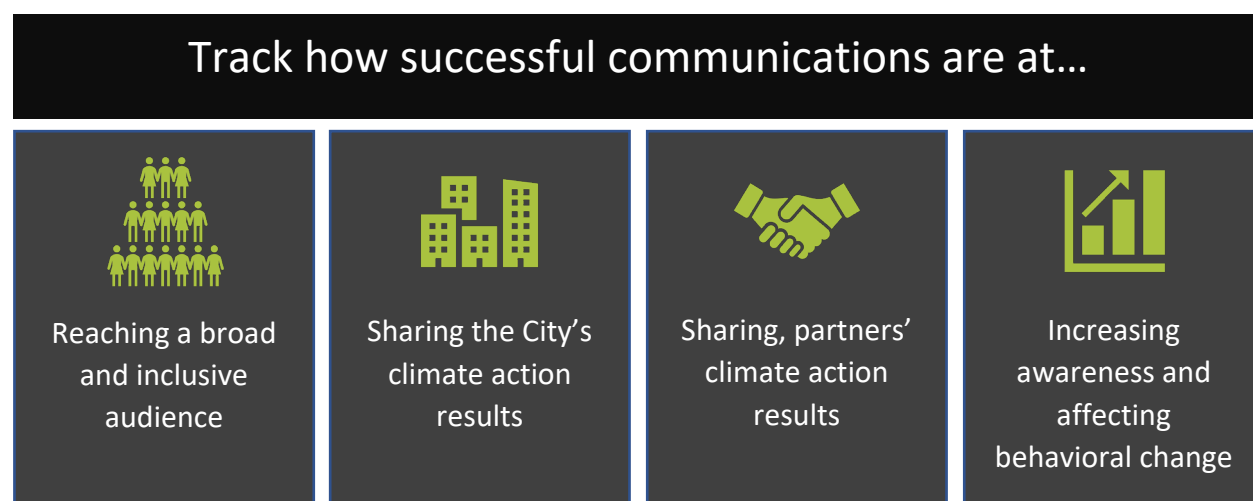 Track how successful communications are at…
Reaching a broad
and inclusive
audience
Sharing the City’s
climate action
results
Sharing, partners’
climate action
results
Increasing
awareness and
affecting
behavioral change